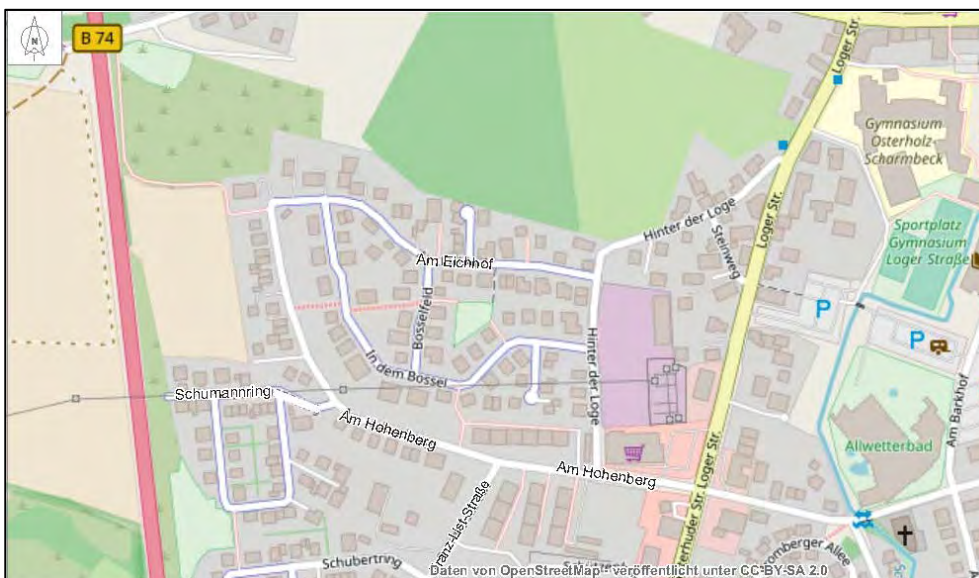 N
B 74
Loger Str.
Gymnasium
Osterholz-
Scharmbeck
Hinter der Loge
Steinweg
Loger Str.
Sportplatz
Gymnasium
Loger Straße
Am Eichhof
P
Bosselfeld
Hinter der Loge
P
In dem Bossel
Schumannring
Am Hohenberg
Am Barkhof
Allwetterbad
Am Hohenberg
Loger Str.
Schubertring
Daten von OpenStreetMap - veröffentlicht unter CC-BY-SA 2.0